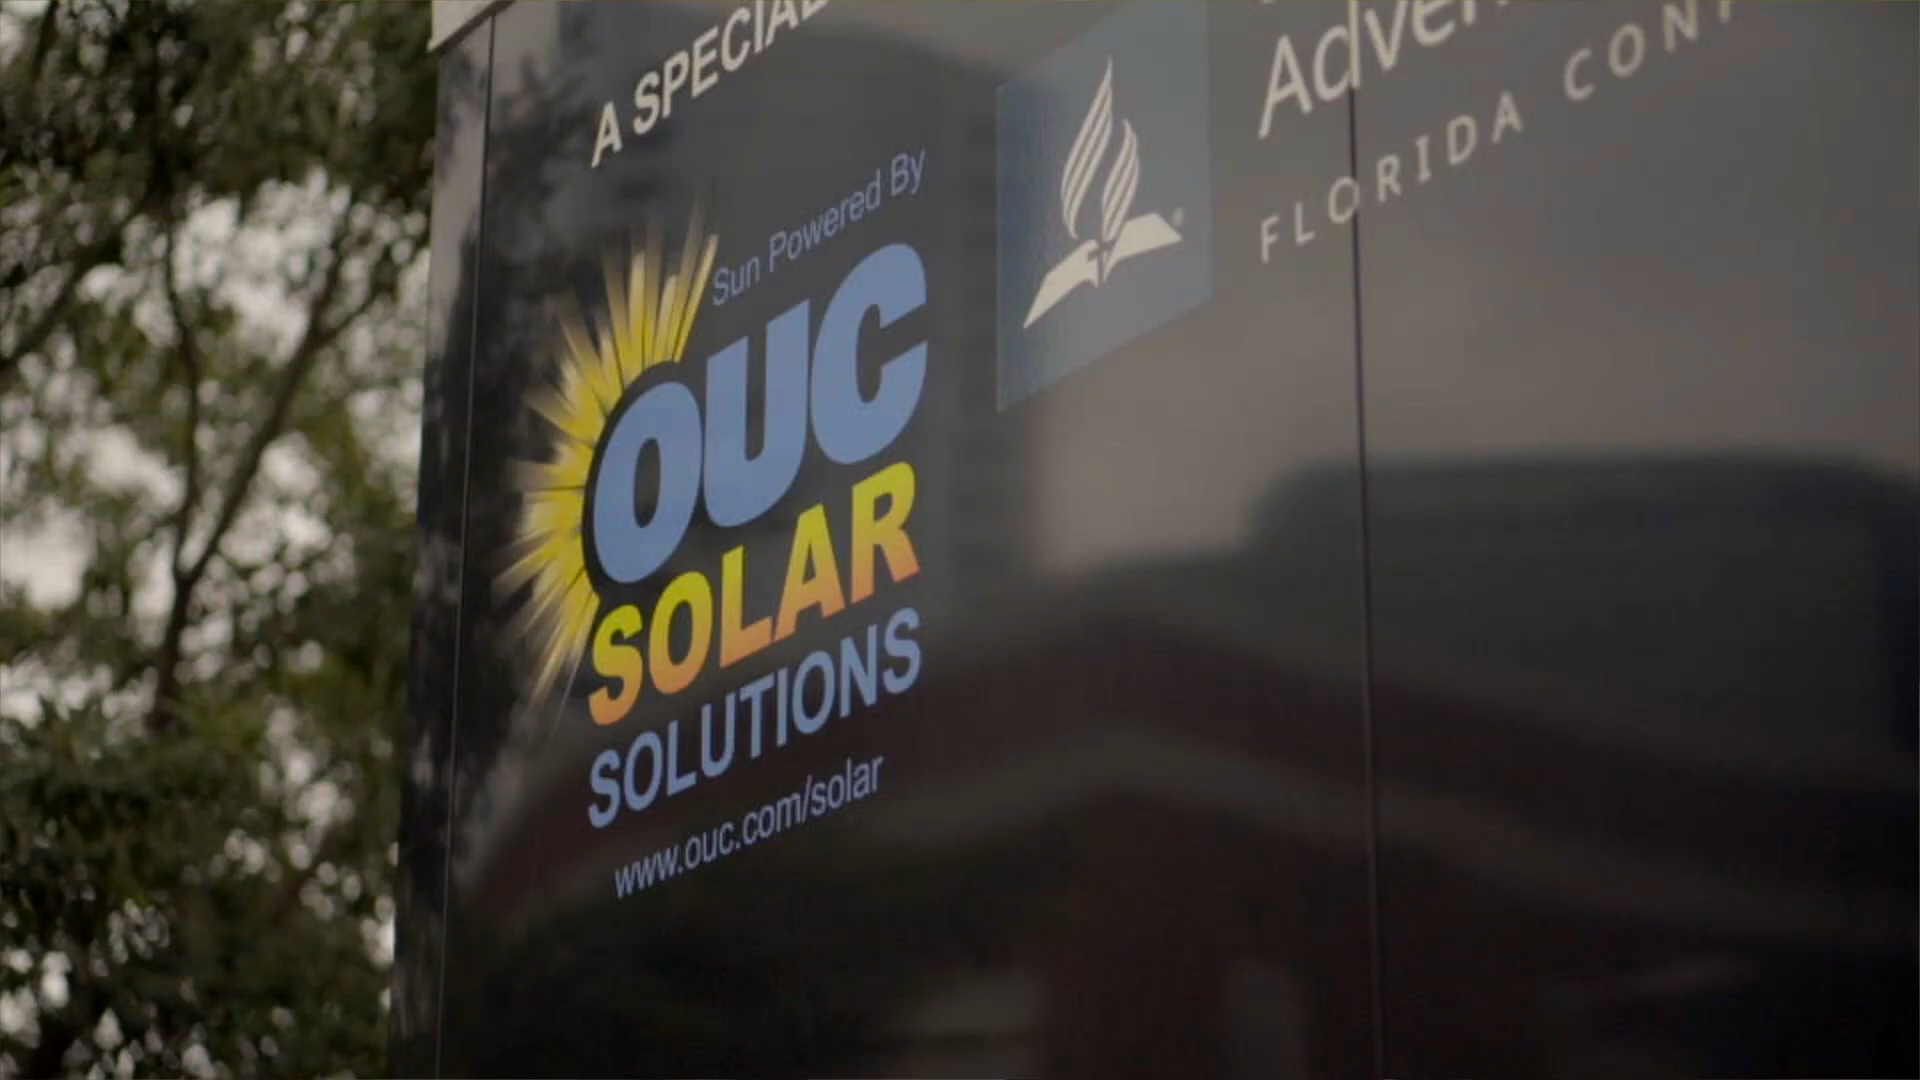 A SPECIAL
Sun Powered By
OUC
SOLAR
SOLUTIONS
www.ouc.com/solar
Adven
FLORIDA CON